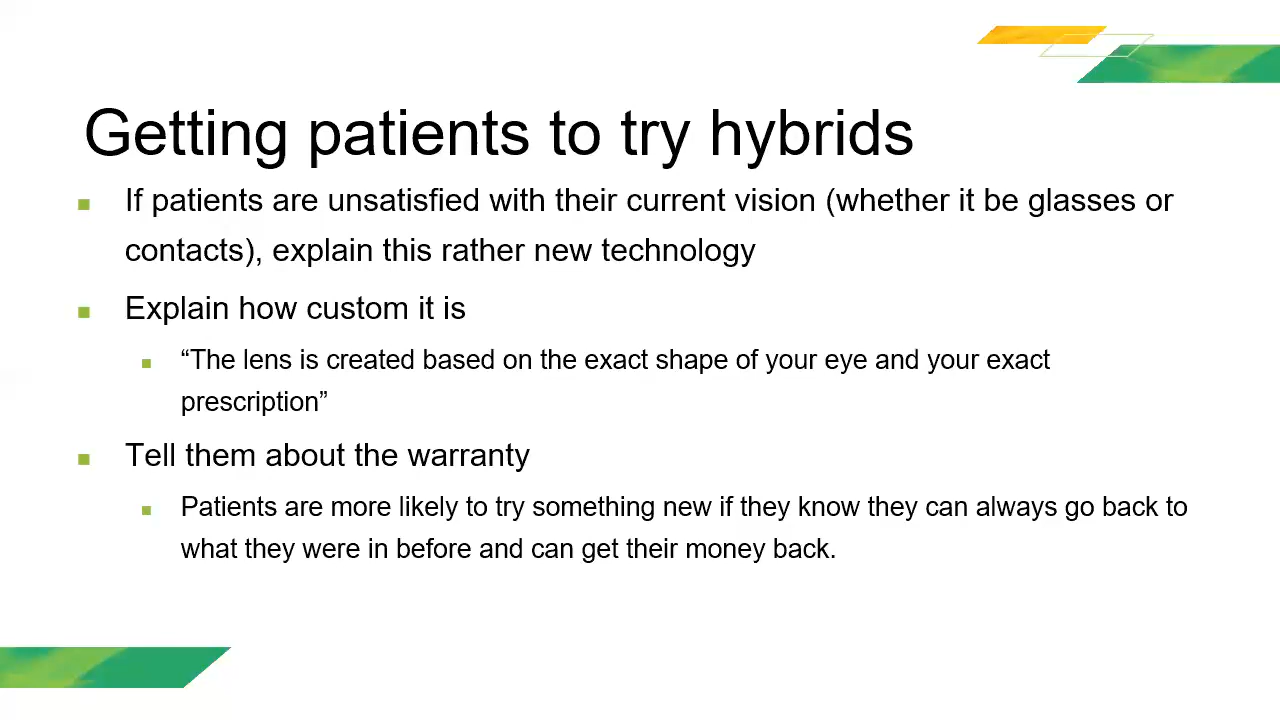 Getting patients to try hybrids
If patients are unsatisfied with their current vision (whether it be glasses or
contacts), explain this rather new technology
Explain how custom it is
“The lens is created based on the exact shape of your eye and your exact
prescription”
Tell them about the warranty
Patients are more likely to try something new if they know they can always go back to
what they were in before and can get their money back.